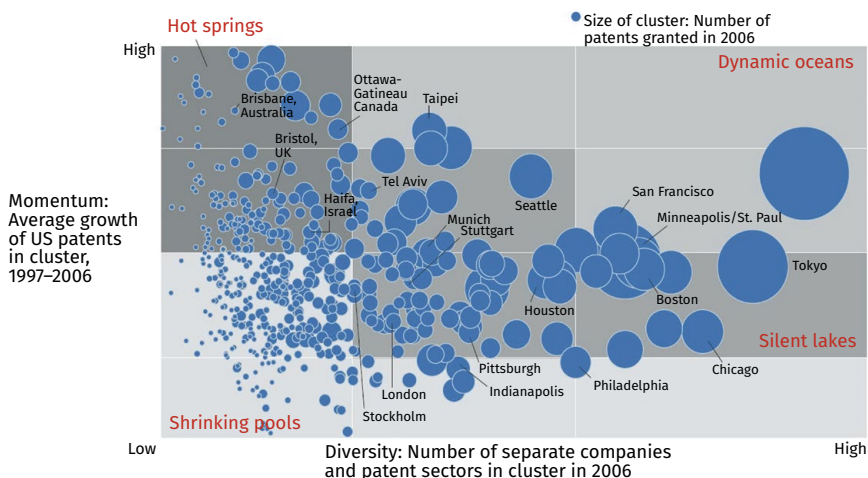 Hot springs
Size of cluster: Number of
patents granted in 2006
High
Dynamic oceans
Ottawa-
Gatineau
Canada
Taipei
Brisbane,
Australia
Bristol,
UK
Tel Aviv
Seattle
San Francisco
Minneapolis/St. Paul
Haifa,
Israel
Munich
Stuttgart
Momentum:
Average growth
of US patents
in cluster,
1997–2006
Tokyo
Houston
Boston
Silent lakes
Pittsburgh
Chicago
London
Indianapolis
Philadelphia
Shrinking pools
Stockholm
Low
Diversity: Number of separate companies
and patent sectors in cluster in 2006
High